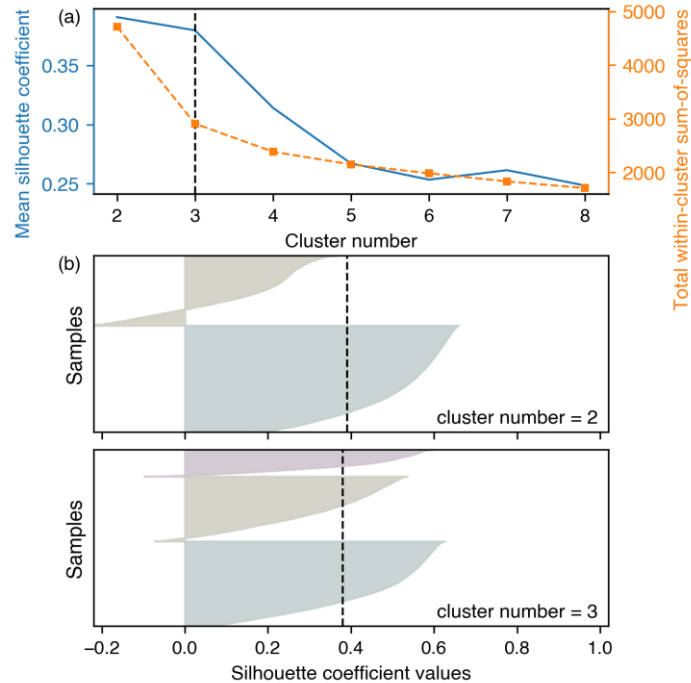 (a)
Mean silhouette coefficient
0.35
0.30
0.25
5000
4000
3000
2000
Total within-cluster sum-of-squares
2 3 4 5 6 7 8
Cluster number
(b)
Samples
cluster number = 2
Samples
cluster number = 3
−0.2 0.0 0.2 0.4 0.6 0.8 1.0
Silhouette coefficient values